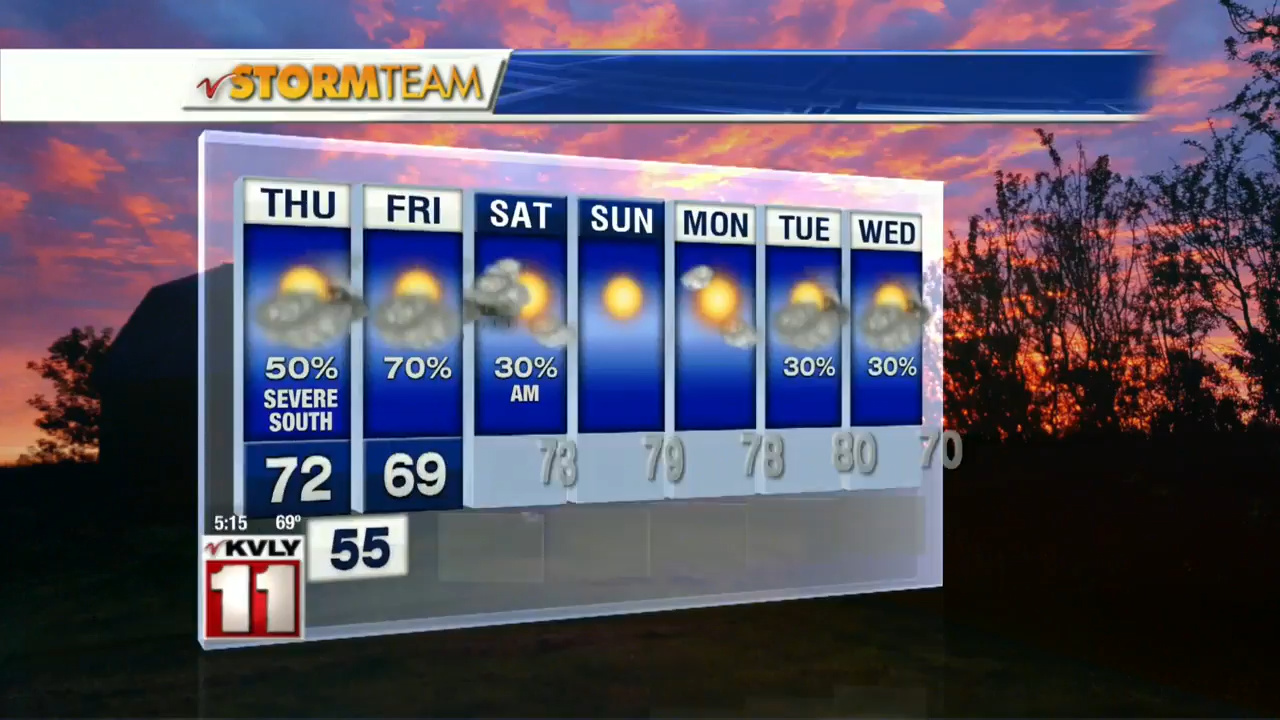 STORMTEAM
THU FRI SAT SUN MON TUE WED
50% 70% 30% 30% 30%
SEVERE AM
SOUTH
72 69 73 79 78 80 70
5:15 69º
55
KVLY
11